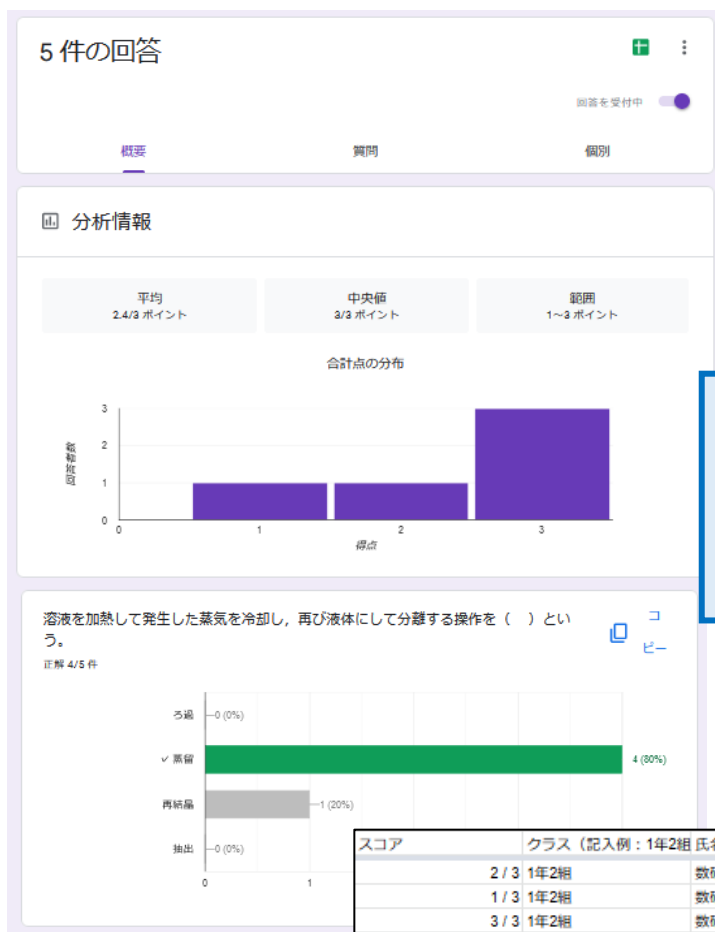 5 件の回答
回答を受付中
概要
質問
個別
分析情報
平均
2.4/3 ポイント
中央値
3/3 ポイント
範囲
1～3 ポイント
合計点の分布
回答者数
3
2
1
0
0
1
2
3
得点
溶液を加熱して発生した蒸気を冷却し，再び液体にして分離する操作を（　）とい
う。
コ
ピー
正解 4/5 件
ろ過
0 (0%)
✓ 蒸留
4 (80%)
再結晶
1 (20%)
抽出
0 (0%)
0
1
スコア
クラス（記入例：1年2組
2 / 3 1年2組
1 / 3 1年2組
3 / 3 1年2組